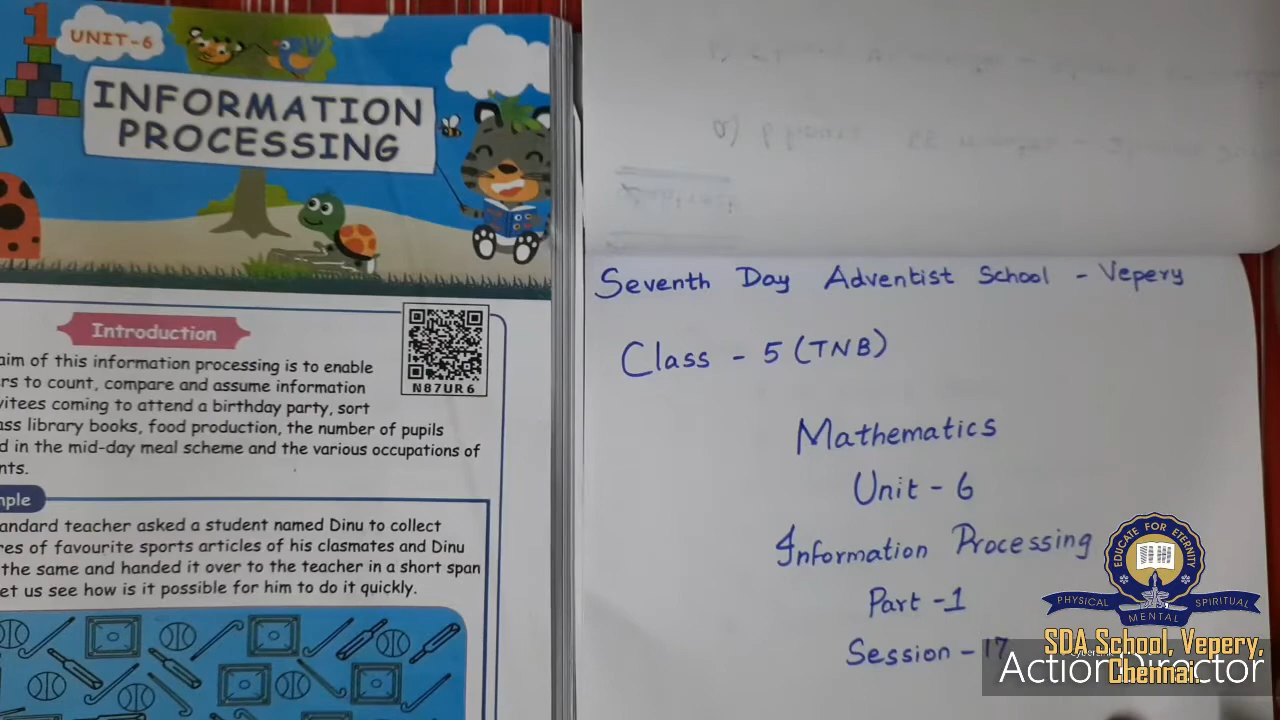 1
UNIT-6
INFORMATION
PROCESSING
Introduction
aim of this information processing is to enable
rs to count, compare and assume information
vitees coming to attend a birthday party, sort
ass library books, food production, the number of pupils
d in the mid-day meal scheme and the various occupations of
nts.
N87UR6
mple
andard teacher asked a student named Dinu to collect
res of favourite sports articles of his clasmates and Dinu
the same and handed it over to the teacher in a short span
et us see how is it possible for him to do it quickly.
Seventh Day Adventist School - Vepery
Class - 5 (TNB)
Mathematics
Unit - 6
Information Processing
Part - 1
Session - 17
EDUCATE FOR ETERNITY
PHYSICAL MENTAL SPIRITUAL
SDA School, Vepery,
Chennai.
ActionDirector